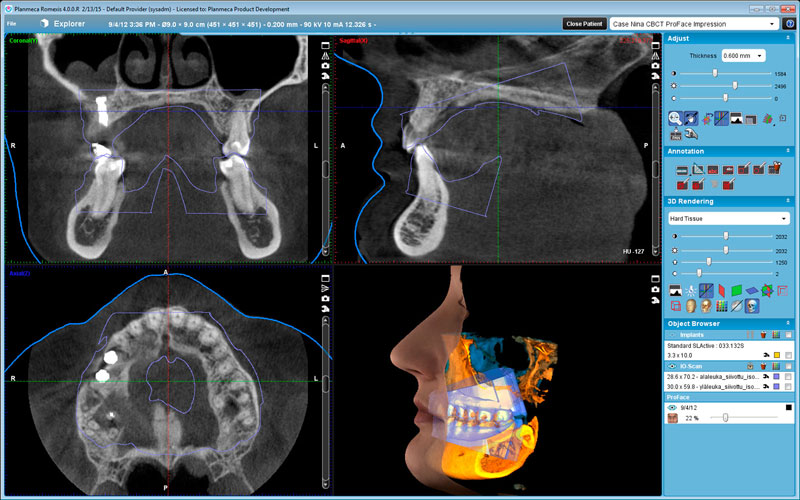 Planmeca Romexis 4.0.0.R 2/13/15 - Default Provider (sysadm) - Licensed to: Planmeca Product Development
File
Explorer
9/4/12 3:36 PM - Ø9.0 × 9.0 cm (451 × 451 × 451) - 0.200 mm - 90 kV 10 mA 12.326 s -
Close Patient
Case Nina CBCT ProFace Impression
Coronal(Y)
R
L
Sagittal(X)
A
P
HU -127
Axial(Z)
A
R
L
P
Adjust
Thickness 0.600 mm
1584
2496
0
Annotation
3D Rendering
Hard Tissue
2032
2032
1250
2
Object Browser
Implants
Standard SLActive : 033.132S
3.3 x 10.0
IO-Scan
28.6 x 70.2 - alaleuka_siivottu_iso...
30.0 x 59.8 - ylaleuka_siivottu_iso...
ProFace
9/4/12
22 %